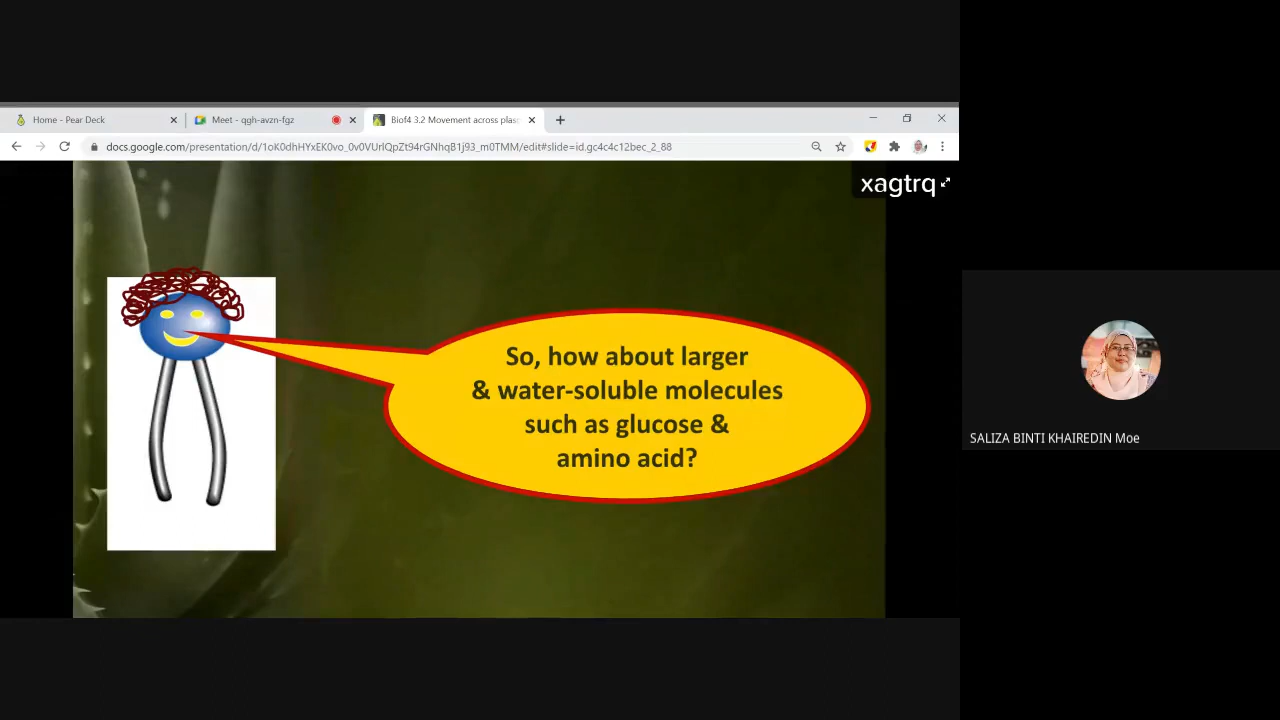 Home - Pear Deck
Meet - qgh-avzn-fgz
Biof4 3.2 Movement across plas
docs.google.com/presentation/d/1oK0dhHYxEK0vo_0v0VUrlQpZt94rGNhqB1j93_m0TMM/edit#slide=id.gc4c4c12bec_2_88
xagtrq
So, how about larger
& water-soluble molecules
such as glucose &
amino acid?
SALIZA BINTI KHAIREDIN Moe